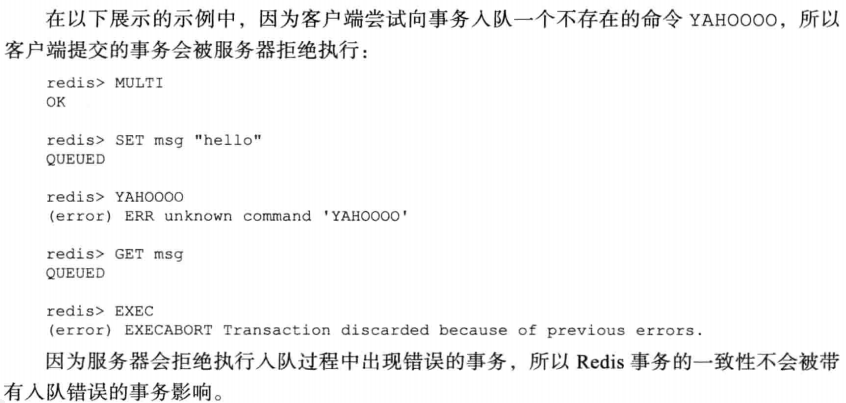 在以下展示的示例中，因为客户端尝试向事务入队一个不存在的命令 YAHOOOO，所以
客户端提交的事务会被服务器拒绝执行：
redis> MULTI
OK
redis> SET msg "hello"
QUEUED
redis> YAHOOOO
(error) ERR unknown command 'YAHOOOO'
redis> GET msg
QUEUED
redis> EXEC
(error) EXECABORT Transaction discarded because of previous errors.
因为服务器会拒绝执行入队过程中出现错误的事务，所以 Redis 事务的一致性不会被带
有入队错误的事务影响。